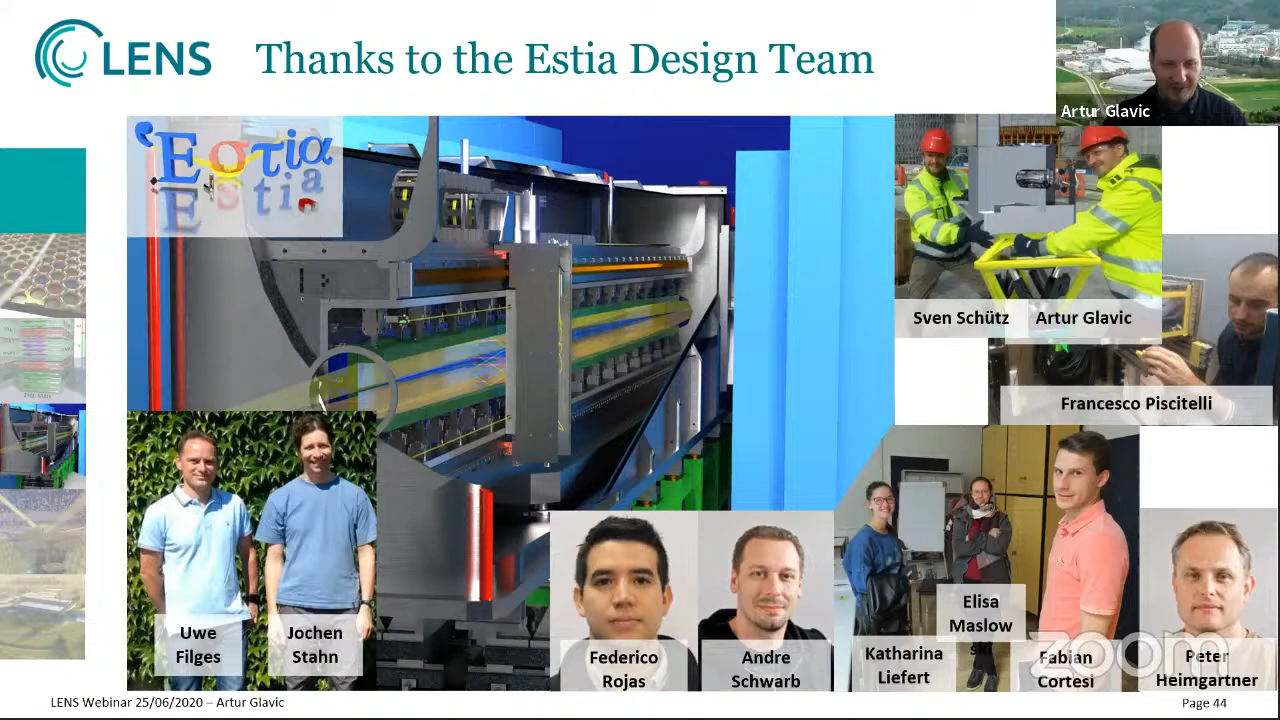 LENS
Thanks to the Estia Design Team
Artur Glavic
Ἑστία
Estia
Sven Schütz
Artur Glavic
Francesco Piscitelli
Uwe
Filges
Jochen
Stahn
Federico
Rojas
Andre
Schwarb
Katharina
Liefert
Elisa
Maslow
ski
Fabian
Cortesi
Peter
Heimgartner
zoom
LENS Webinar 25/06/2020 – Artur Glavic
Page 44